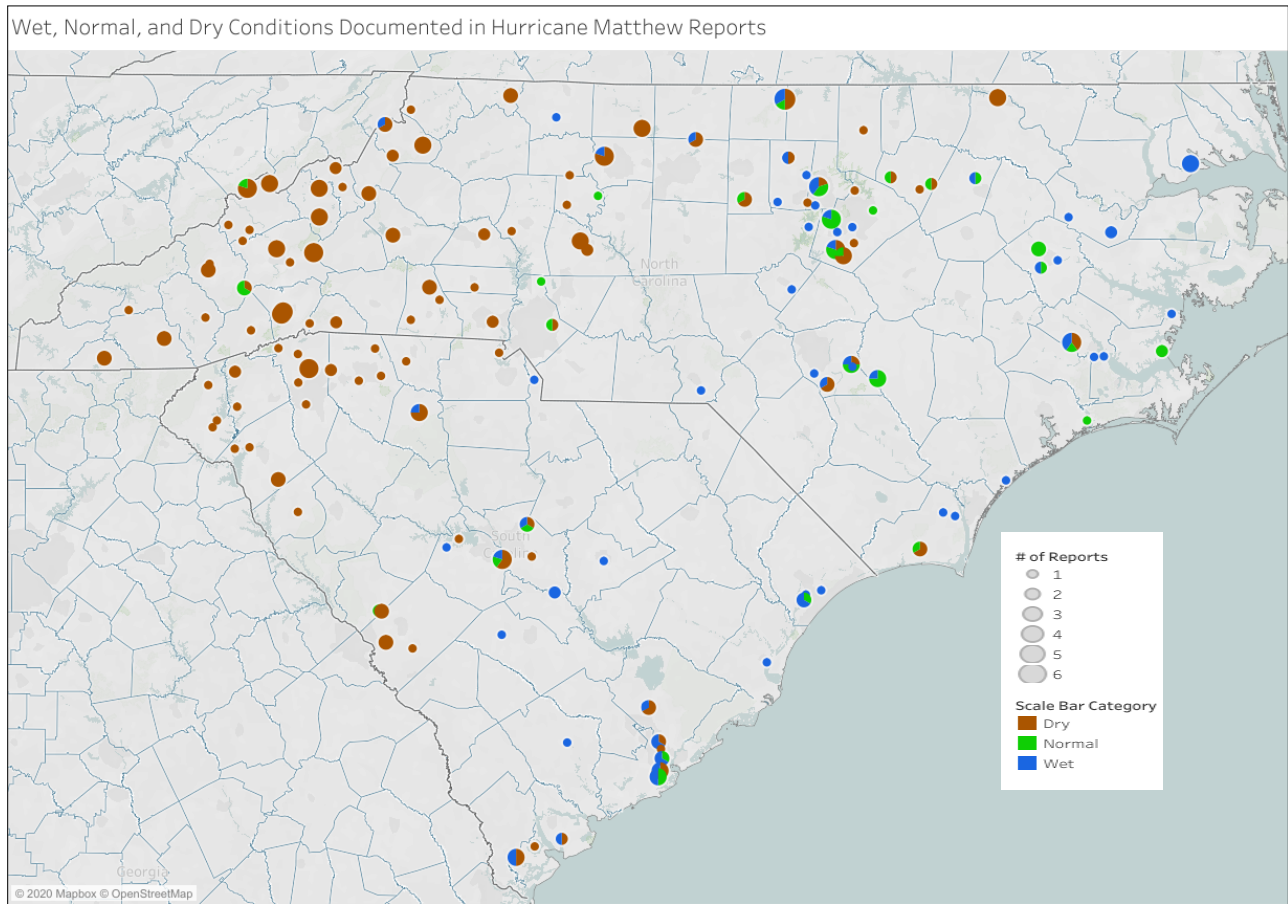 Wet, Normal, and Dry Conditions Documented in Hurricane Matthew Reports
North
Carolina
South
Carolina
# of Reports
1
2
3
4
5
6
Scale Bar Category
Dry
Normal
Wet
Georgia
© 2020 Mapbox © OpenStreetMap